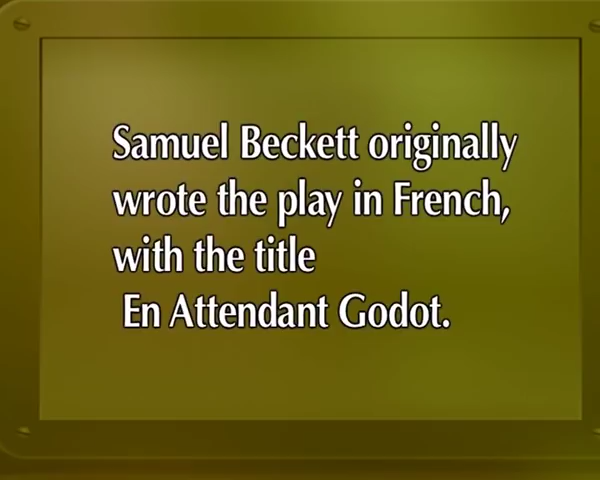 Samuel Beckett originally
wrote the play in French,
with the title
En Attendant Godot.